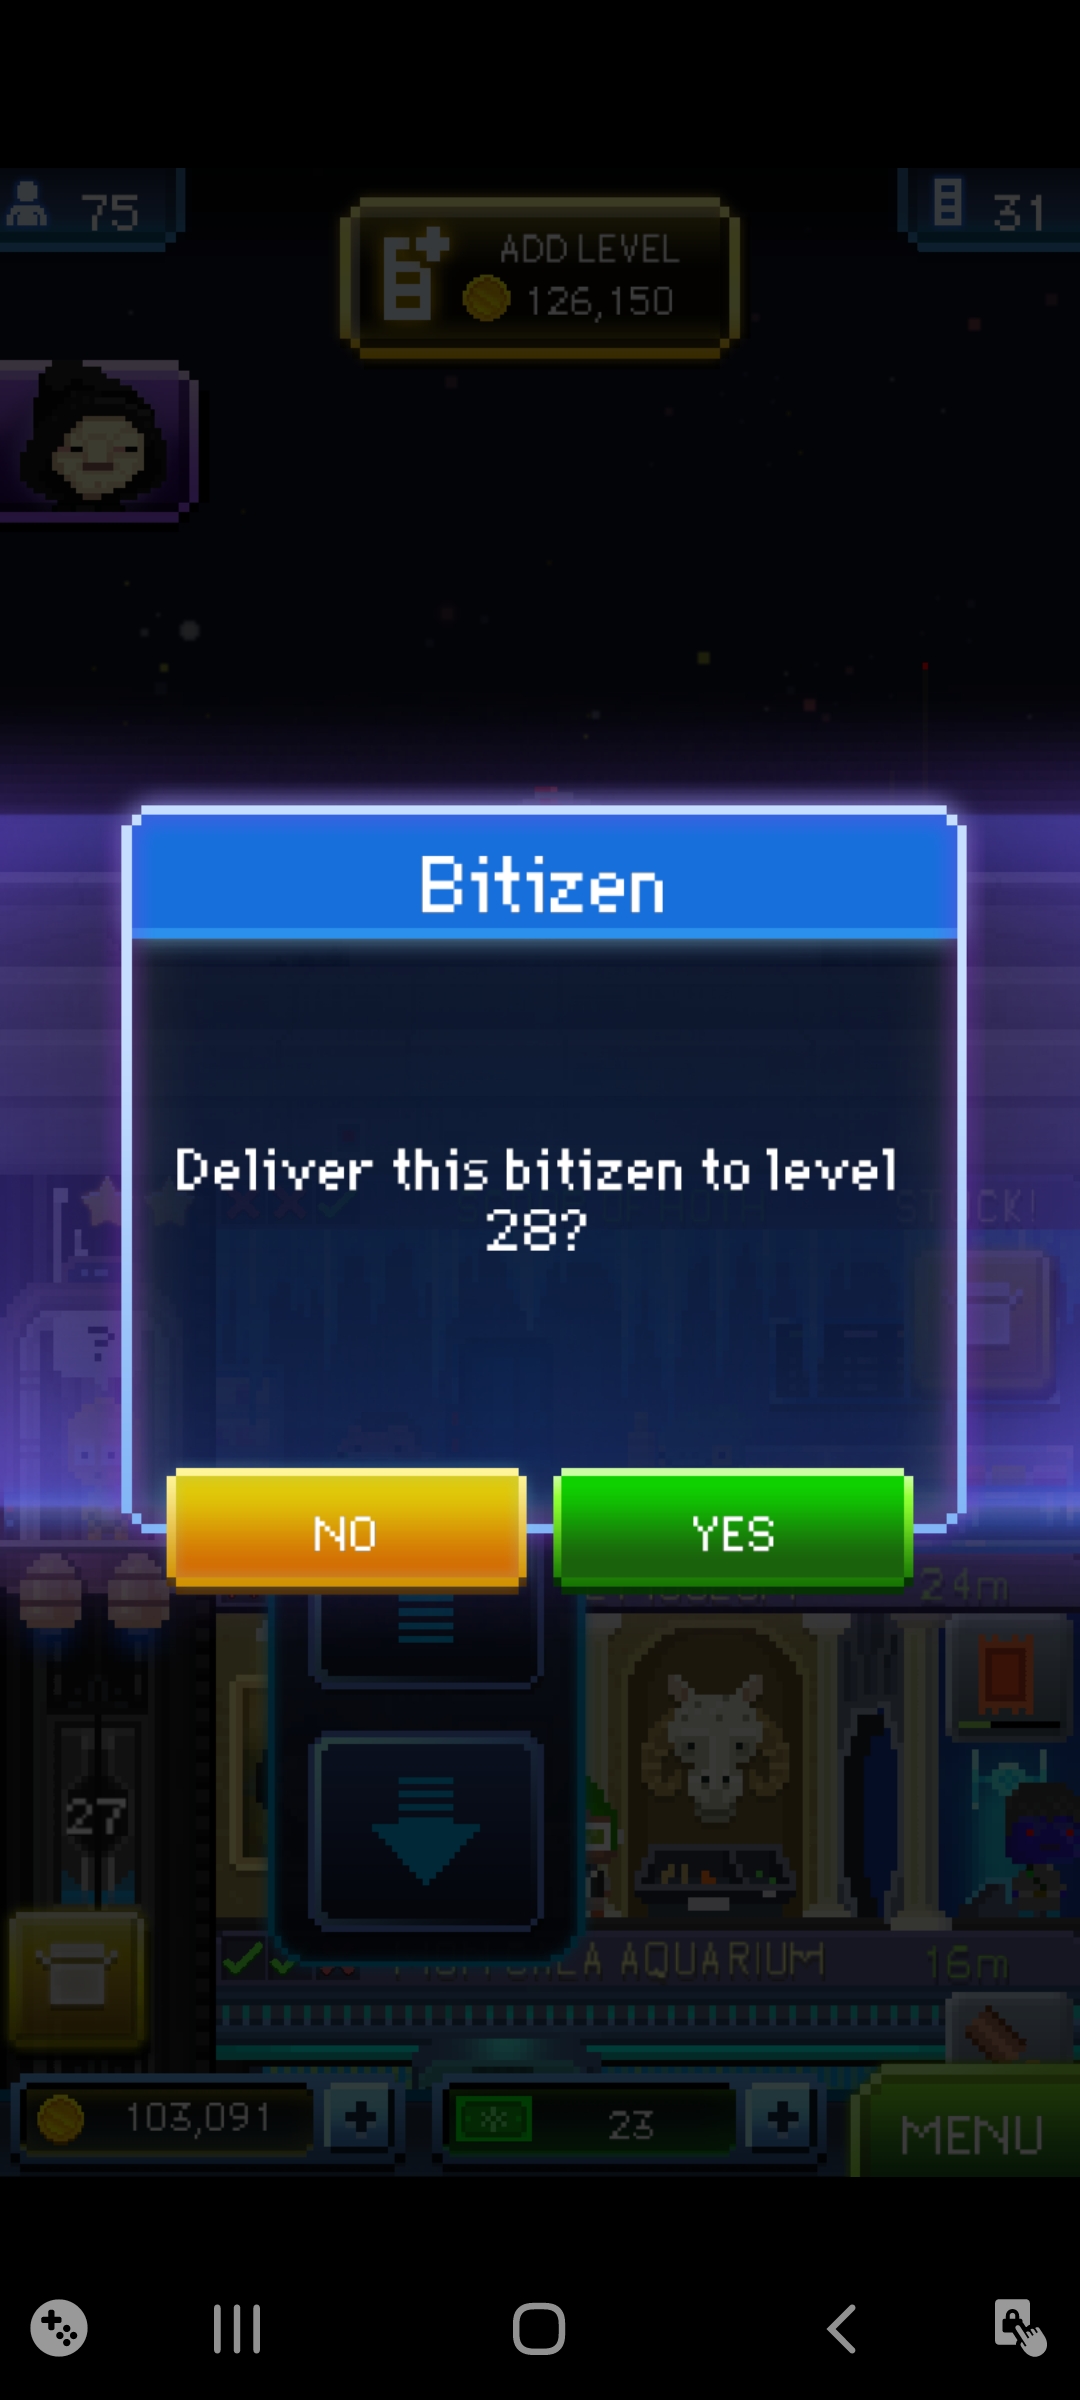 75
ADD LEVEL
126,150
31
Bitizen
Deliver this bitizen to level
28?
?
NO
YES
24m
27
AQUARIUM
16m
103,091
23
MENU